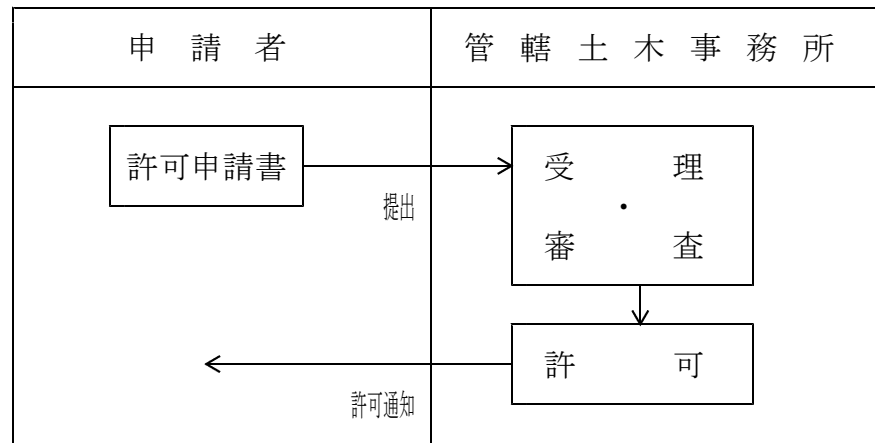 申請者
管轄土木事務所
許可申請書
提出
受理
・
審査
許可
許可通知